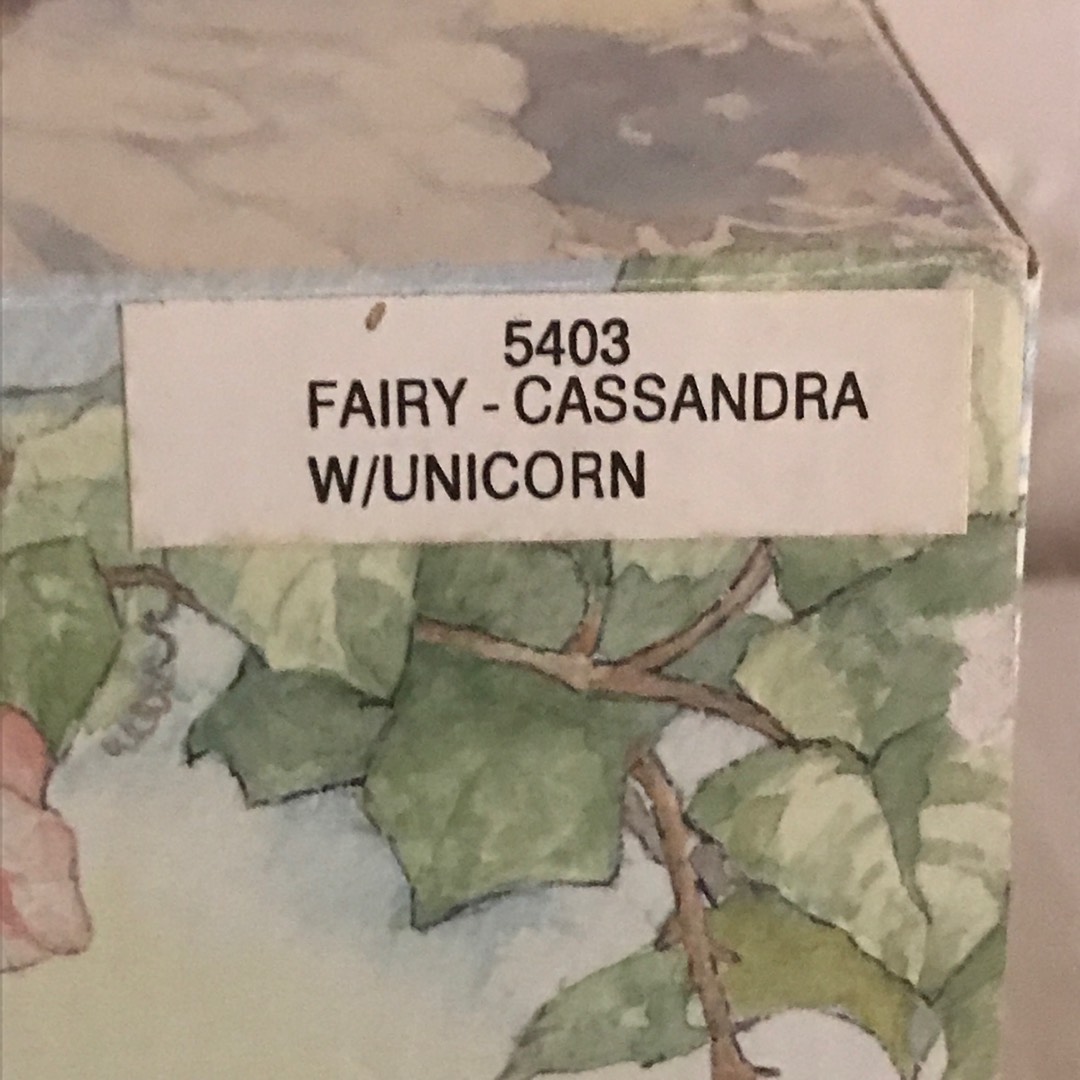 5403
FAIRY - CASSANDRA
W/UNICORN